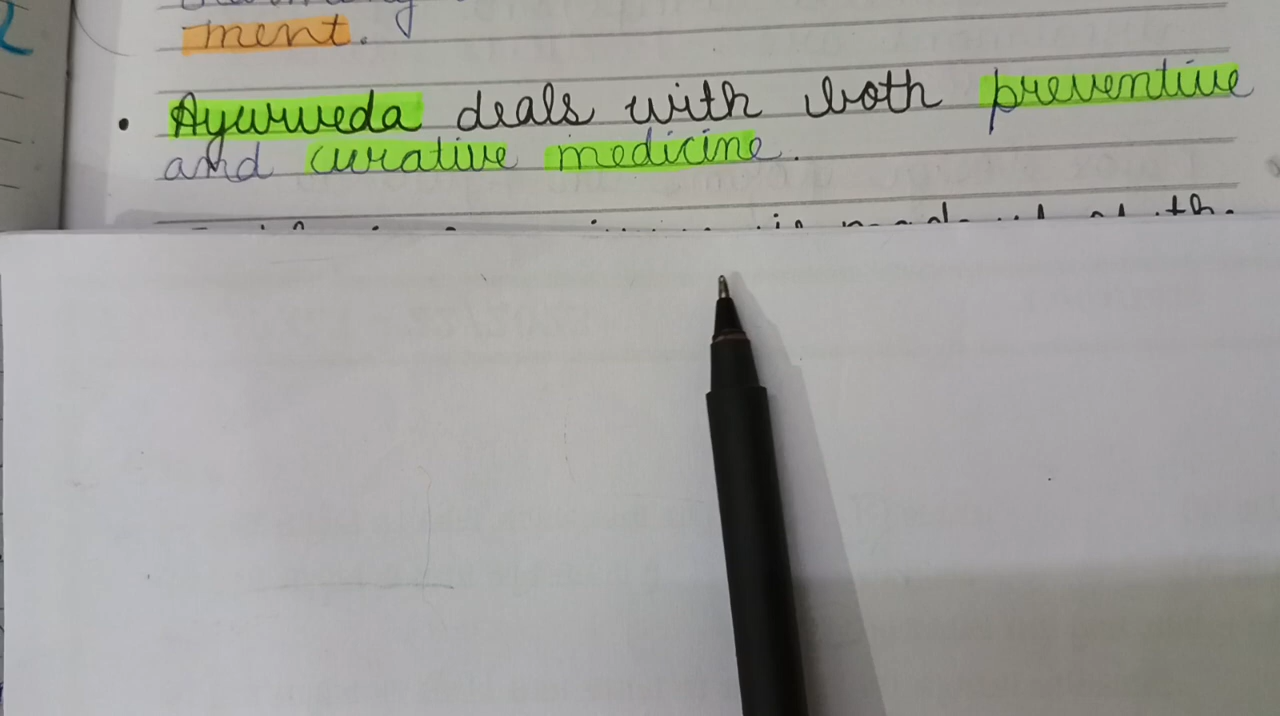 ment.
• Ayurveda deals with both preventive
and curative medicine.